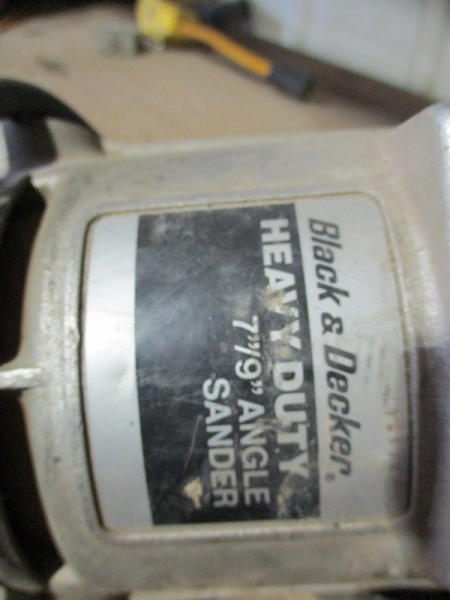 Black & Decker®
HEAVY DUTY
7"/9" ANGLE
SANDER